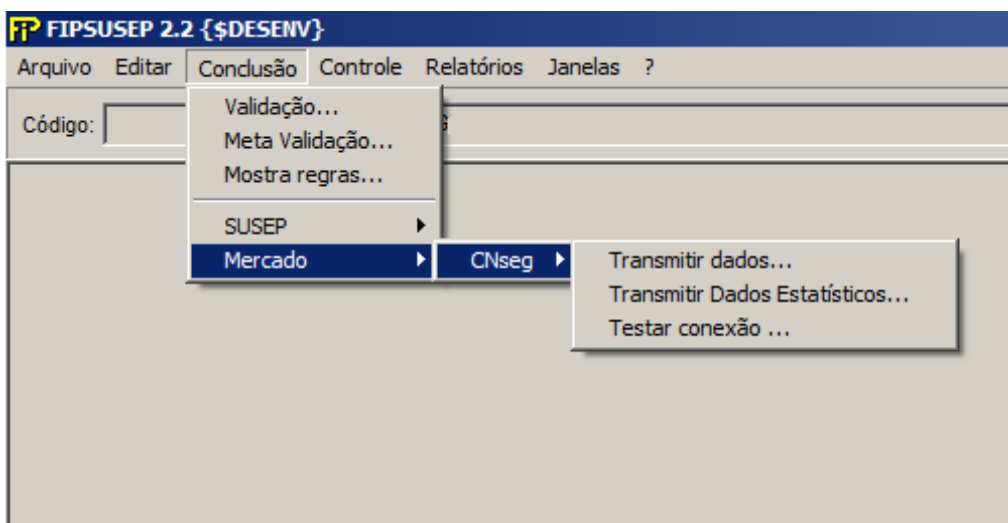 FIP FIPSUSEP 2.2 {$DESENV}
Arquivo Editar Conclusão Controle Relatórios Janelas ?
Código:
Validação...
Meta Validação...
Mostra regras...
SUSEP
Mercado
CNseg
Transmitir dados...
Transmitir Dados Estatísticos...
Testar conexão ...